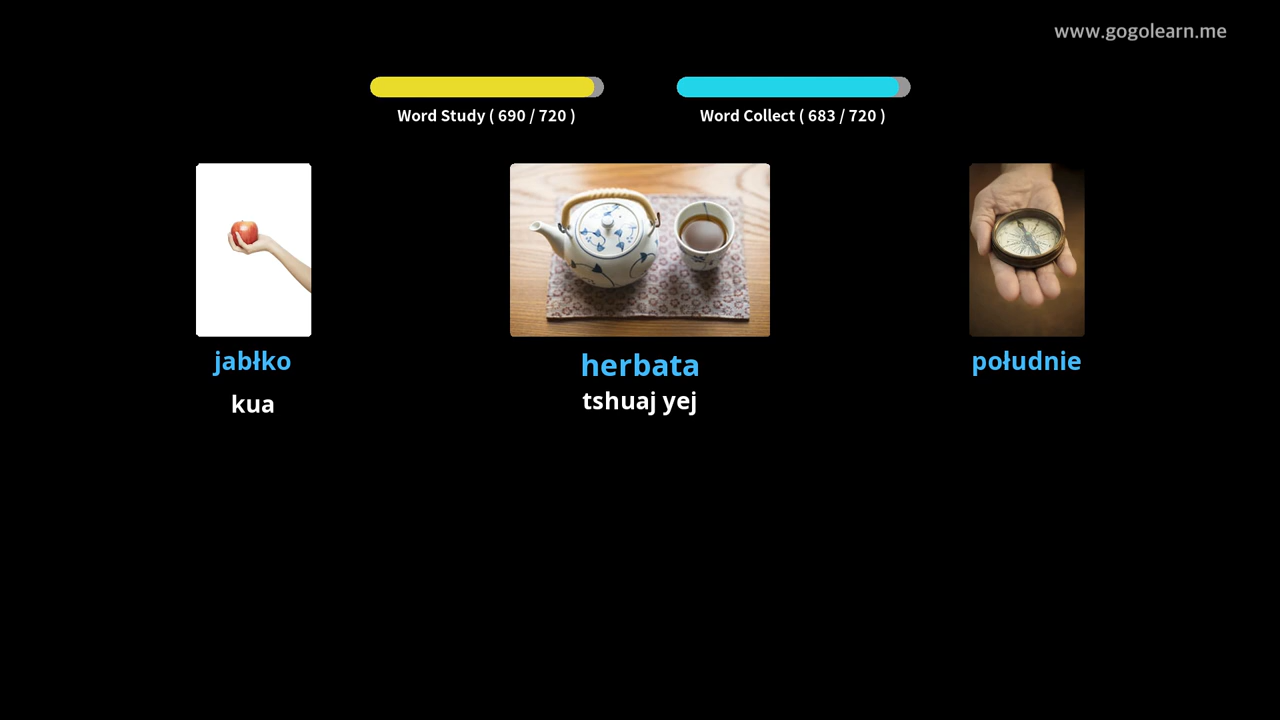 www.gogolearn.me
Word Study ( 690 / 720 )
Word Collect ( 683 / 720 )
jabłko
herbata
południe
kua
tshuaj yej